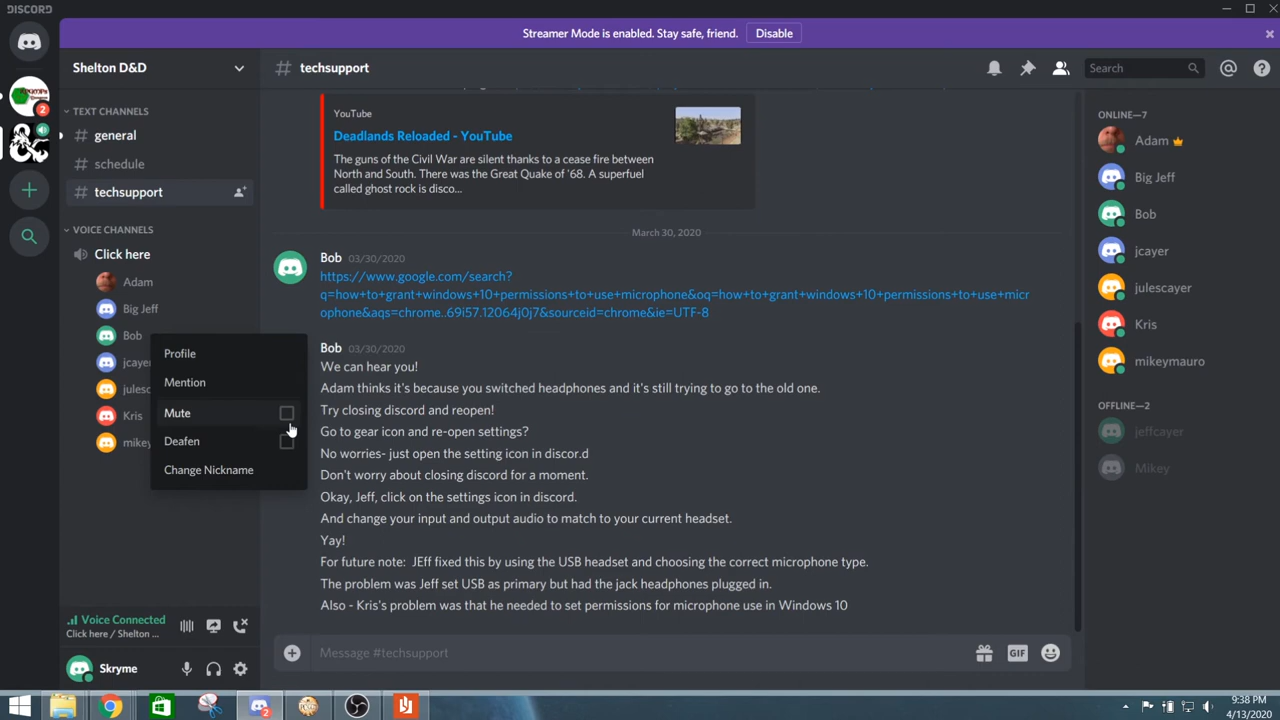 DISCORD
Streamer Mode is enabled. Stay safe, friend.
Disable
Shelton D&D
# techsupport
Search
TEXT CHANNELS
# general
# schedule
# techsupport
VOICE CHANNELS
Click here
Adam
Big Jeff
Bob
jcaye
julesc
Kris
mikey
Profile
Mention
Mute
Deafen
Change Nickname
Voice Connected
Click here / Shelton ...
Skryme
2
YouTube
Deadlands Reloaded - YouTube
The guns of the Civil War are silent thanks to a cease fire between
North and South. There was the Great Quake of '68. A superfuel
called ghost rock is disco...
March 30, 2020
Bob 03/30/2020
https://www.google.com/search?
q=how+to+grant+windows+10+permissions+to+use+microphone&oq=how+to+grant+windows+10+permissions+to+use+micr
ophone&aqs=chrome..69i57.12064j0j7&sourceid=chrome&ie=UTF-8
Bob 03/30/2020
We can hear you!
Adam thinks it's because you switched headphones and it's still trying to go to the old one.
Try closing discord and reopen!
Go to gear icon and re-open settings?
No worries- just open the setting icon in discor.d
Don't worry about closing discord for a moment.
Okay, Jeff, click on the settings icon in discord.
And change your input and output audio to match to your current headset.
Yay!
For future note: JEff fixed this by using the USB headset and choosing the correct microphone type.
The problem was Jeff set USB as primary but had the jack headphones plugged in.
Also - Kris's problem was that he needed to set permissions for microphone use in Windows 10
Message #techsupport
GIF
ONLINE—7
Adam
Big Jeff
Bob
jcayer
julescayer
Kris
mikeymauro
OFFLINE—2
jeffcayer
Mikey
2
9:38 PM
4/13/2020